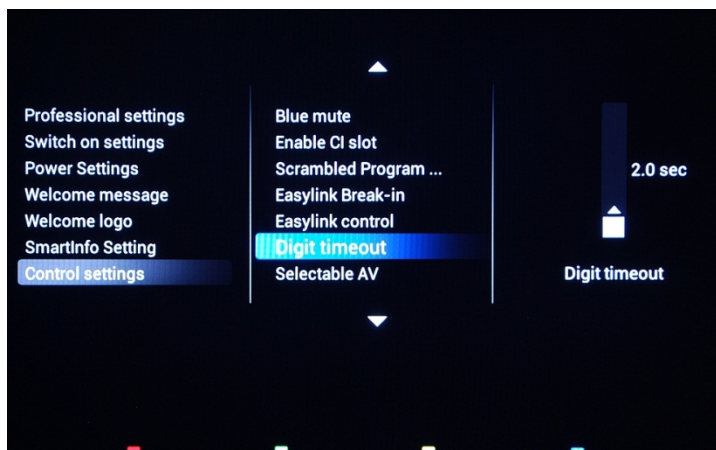 Professional settings
Switch on settings
Power Settings
Welcome message
Welcome logo
SmartInfo Setting
Control settings
Blue mute
Enable CI slot
Scrambled Program ...
Easylink Break-in
Easylink control
Digit timeout
Selectable AV
2.0 sec
Digit timeout